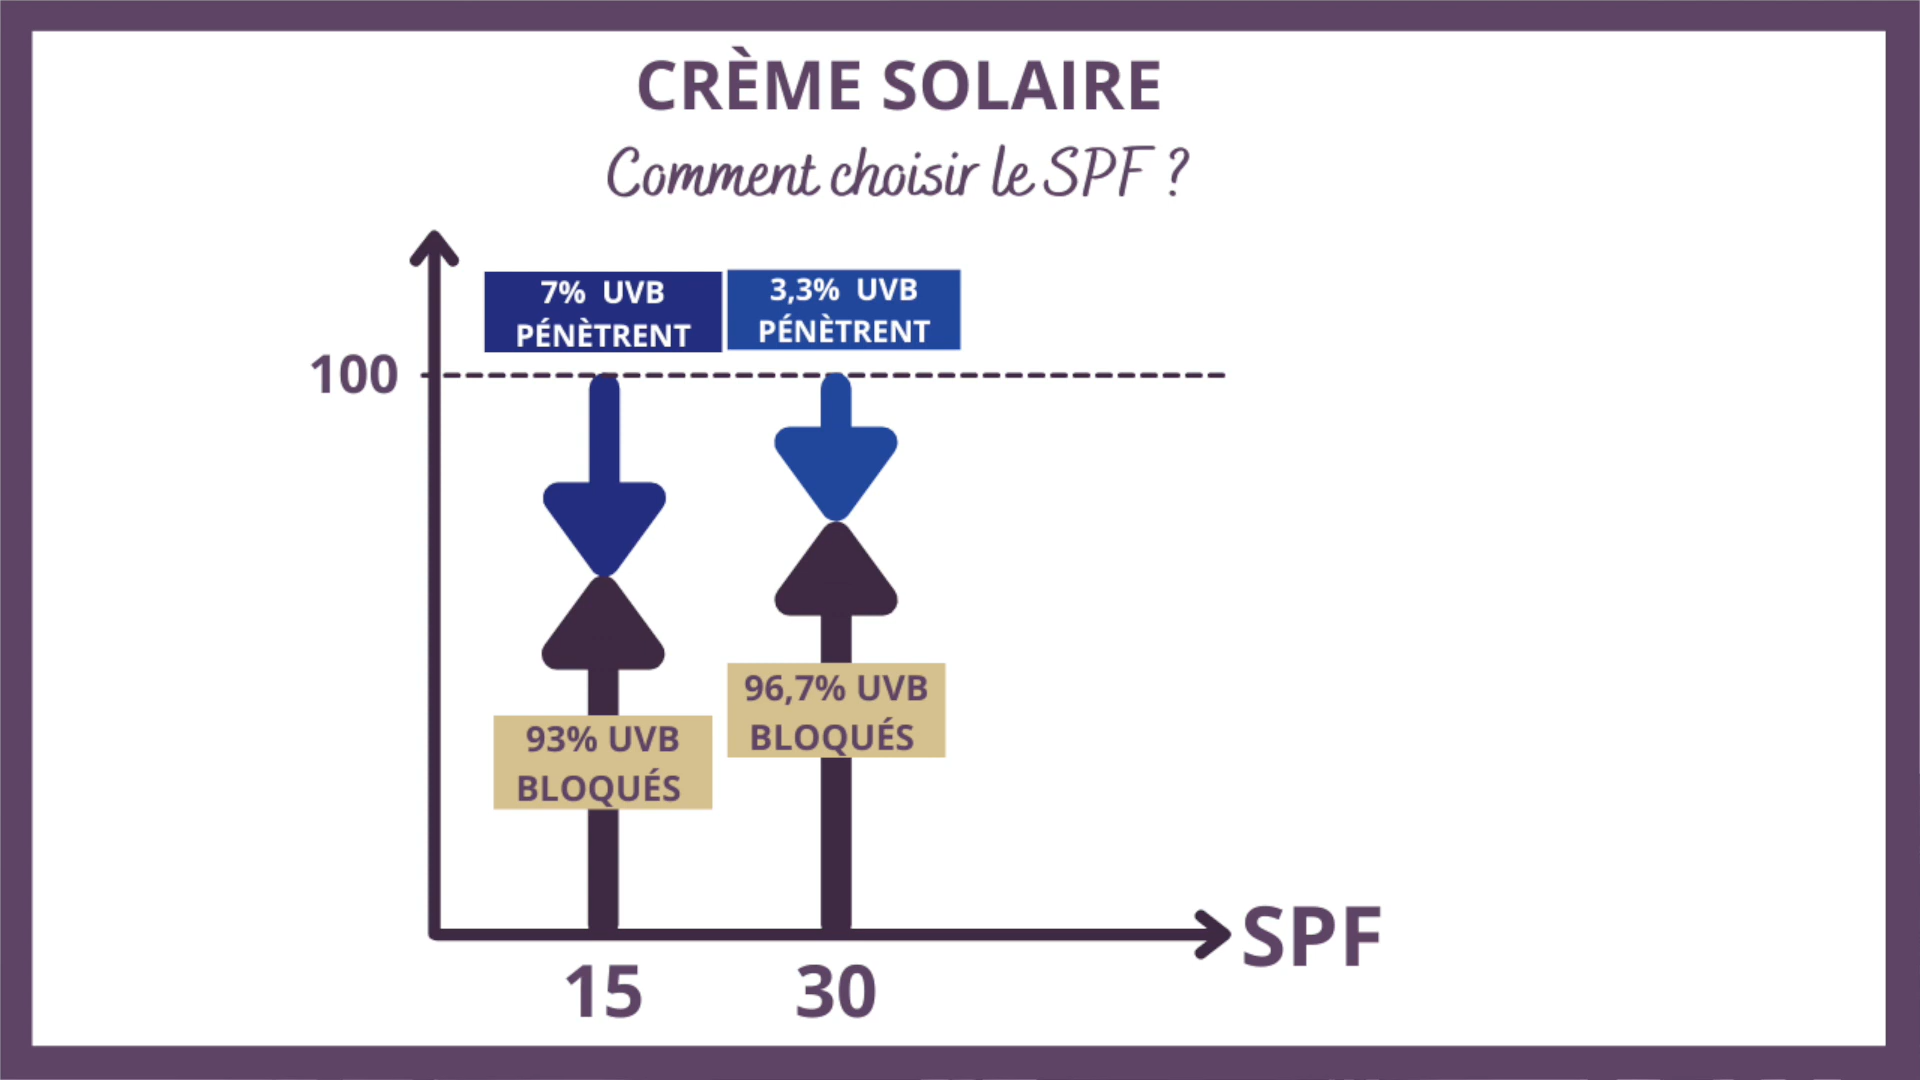 CRÈME SOLAIRE
Comment choisir le SPF ?
7% UVB
PÉNÈTRENT
3,3% UVB
PÉNÈTRENT
100
96,7% UVB
BLOQUÉS
93% UVB
BLOQUÉS
SPF
15
30